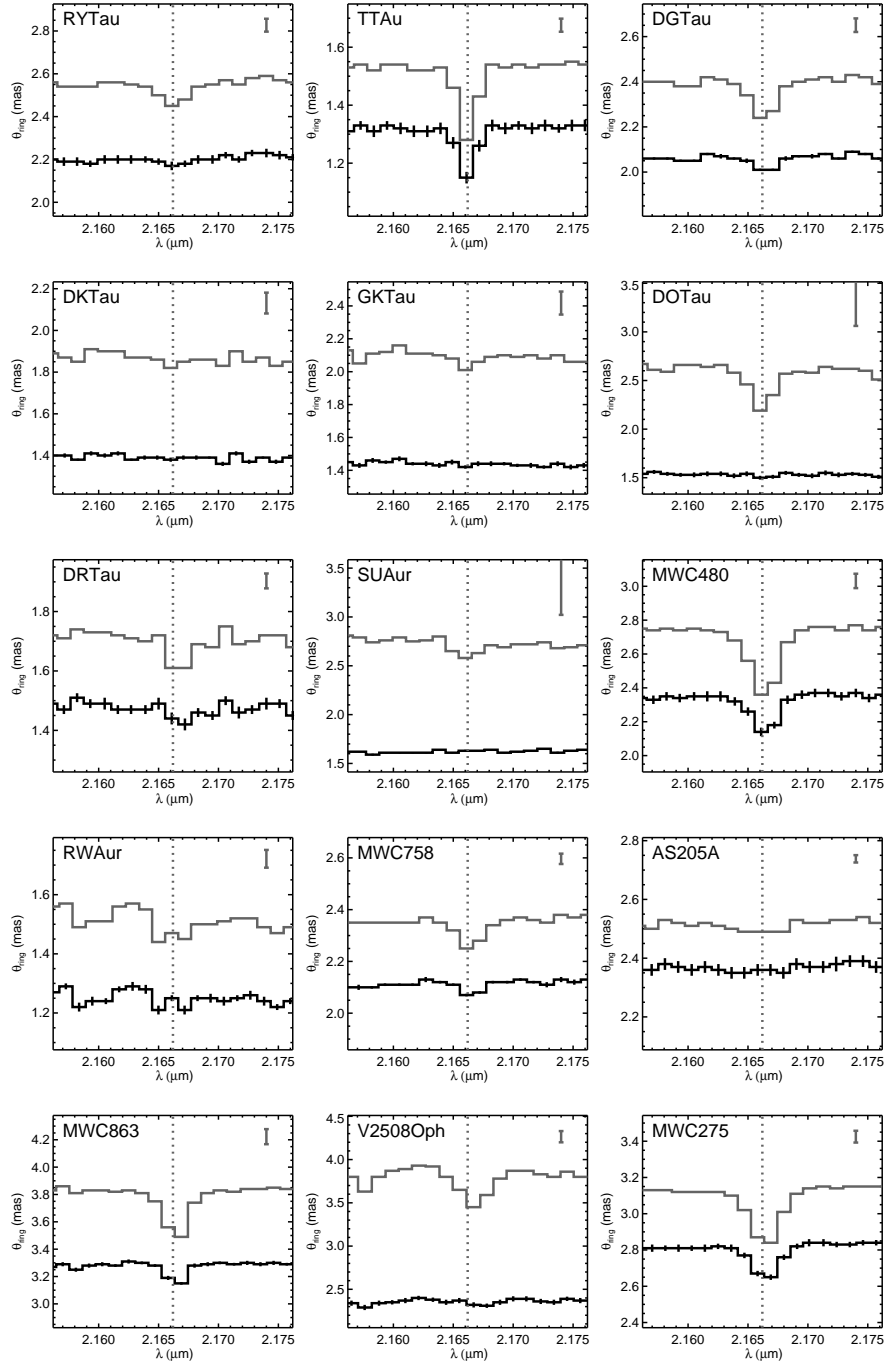 RYTau
2.8
2.6
2.4
2.2
2.0
θring (mas)
2.160 2.165 2.170 2.175
λ (μm)
TTAu
1.6
1.4
1.2
θring (mas)
2.160 2.165 2.170 2.175
λ (μm)
DGTau
2.6
2.4
2.2
2.0
θring (mas)
2.160 2.165 2.170 2.175
λ (μm)
DKTau
2.2
2.0
1.8
1.6
1.4
θring (mas)
2.160 2.165 2.170 2.175
λ (μm)
GKTau
2.4
2.2
2.0
1.8
1.6
1.4
θring (mas)
2.160 2.165 2.170 2.175
λ (μm)
DOTau
3.5
3.0
2.5
2.0
1.5
θring (mas)
2.160 2.165 2.170 2.175
λ (μm)
DRTau
1.8
1.6
1.4
θring (mas)
2.160 2.165 2.170 2.175
λ (μm)
SUAur
3.5
3.0
2.5
2.0
1.5
θring (mas)
2.160 2.165 2.170 2.175
λ (μm)
MWC480
3.0
2.8
2.6
2.4
2.2
2.0
θring (mas)
2.160 2.165 2.170 2.175
λ (μm)
RWAur
1.8
1.6
1.4
1.2
θring (mas)
2.160 2.165 2.170 2.175
λ (μm)
MWC758
2.6
2.4
2.2
2.0
θring (mas)
2.160 2.165 2.170 2.175
λ (μm)
AS205A
2.8
2.6
2.4
2.2
θring (mas)
2.160 2.165 2.170 2.175
λ (μm)
MWC863
4.2
4.0
3.8
3.6
3.4
3.2
3.0
θring (mas)
2.160 2.165 2.170 2.175
λ (μm)
V2508Oph
4.5
4.0
3.5
3.0
2.5
θring (mas)
2.160 2.165 2.170 2.175
λ (μm)
MWC275
3.4
3.2
3.0
2.8
2.6
2.4
θring (mas)
2.160 2.165 2.170 2.175
λ (μm)